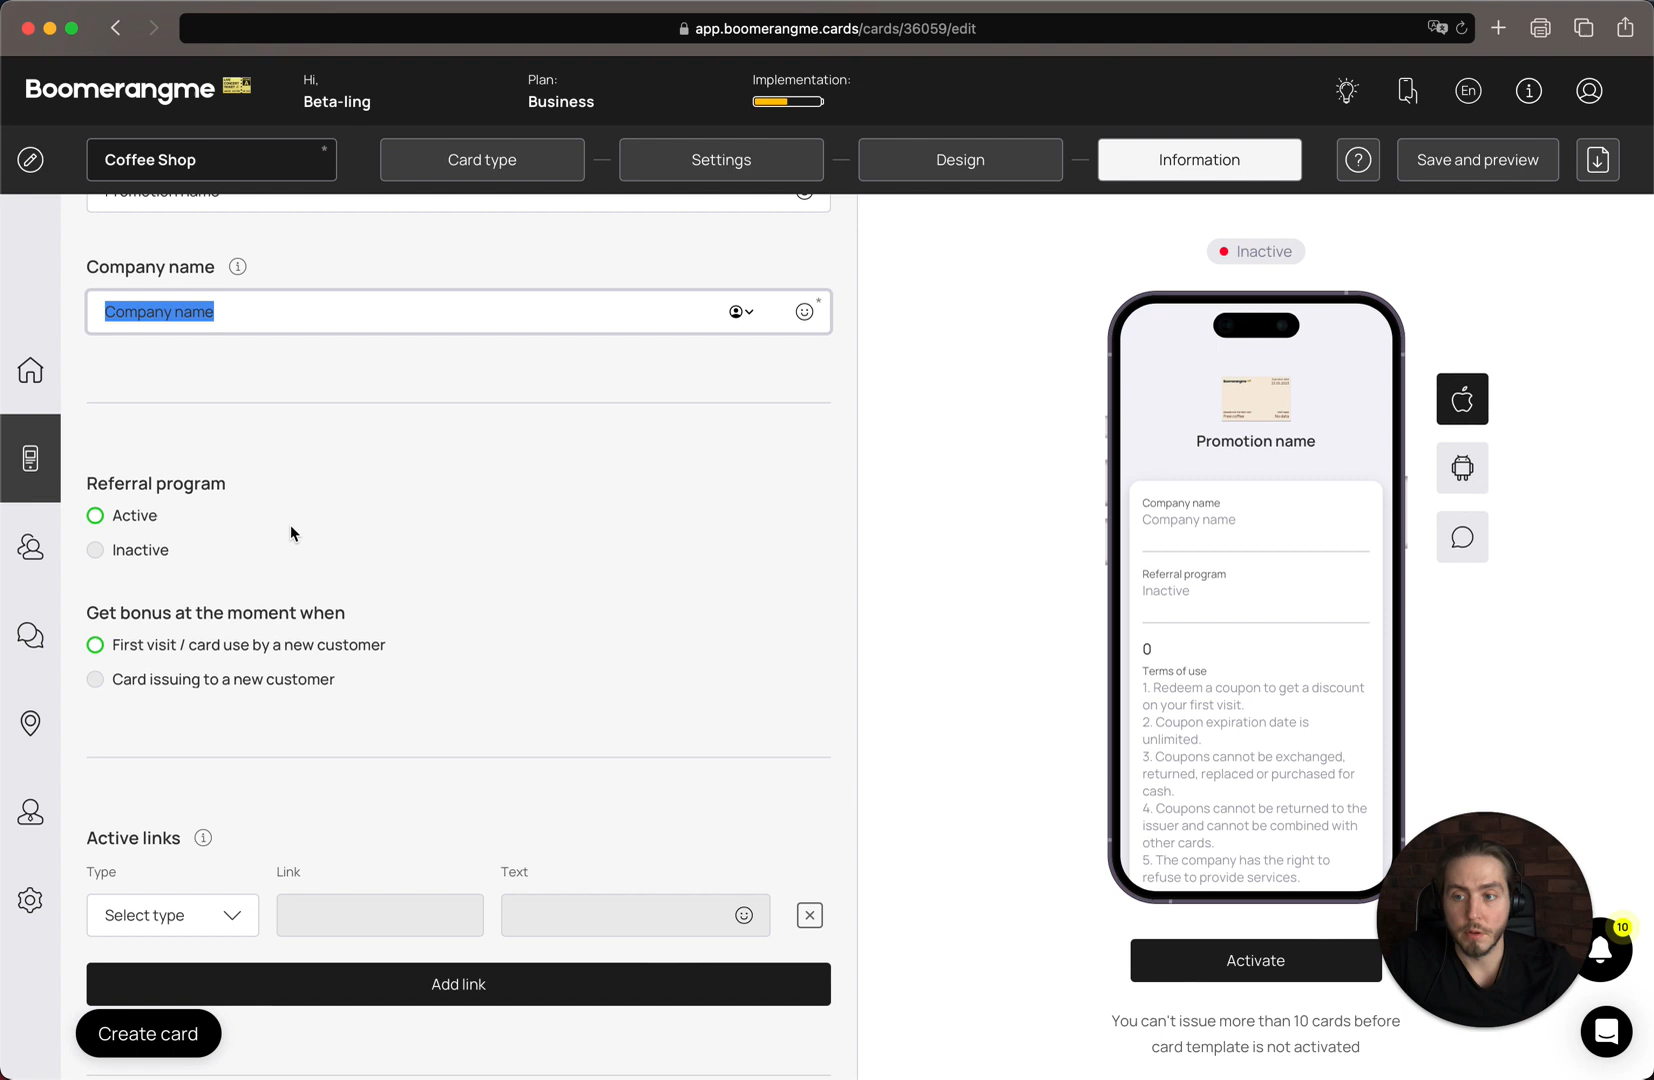 app.boomerangme.cards/cards/36059/edit
Boomerangme
Hi,
Beta-ling
Plan:
Business
Implementation:
En
Coffee Shop *
Card type
Settings
Design
Information
?
Save and preview
Promotion name
Company name
Company name *
Referral program
Active
Inactive
Get bonus at the moment when
First visit / card use by a new customer
Card issuing to a new customer
Active links
Type
Link
Text
Select type
Add link
Create card
Inactive
Boomerangme
Free coffee
No data
Promotion name
Company name
Company name
Referral program
Inactive
0
Terms of use
1. Redeem a coupon to get a discount
on your first visit.
2. Coupon expiration date is
unlimited.
3. Coupons cannot be exchanged,
returned, replaced or purchased for
cash.
4. Coupons cannot be returned to the
issuer and cannot be combined with
other cards.
5. The company has the right to
refuse to provide services.
Activate
You can't issue more than 10 cards before
card template is not activated
10